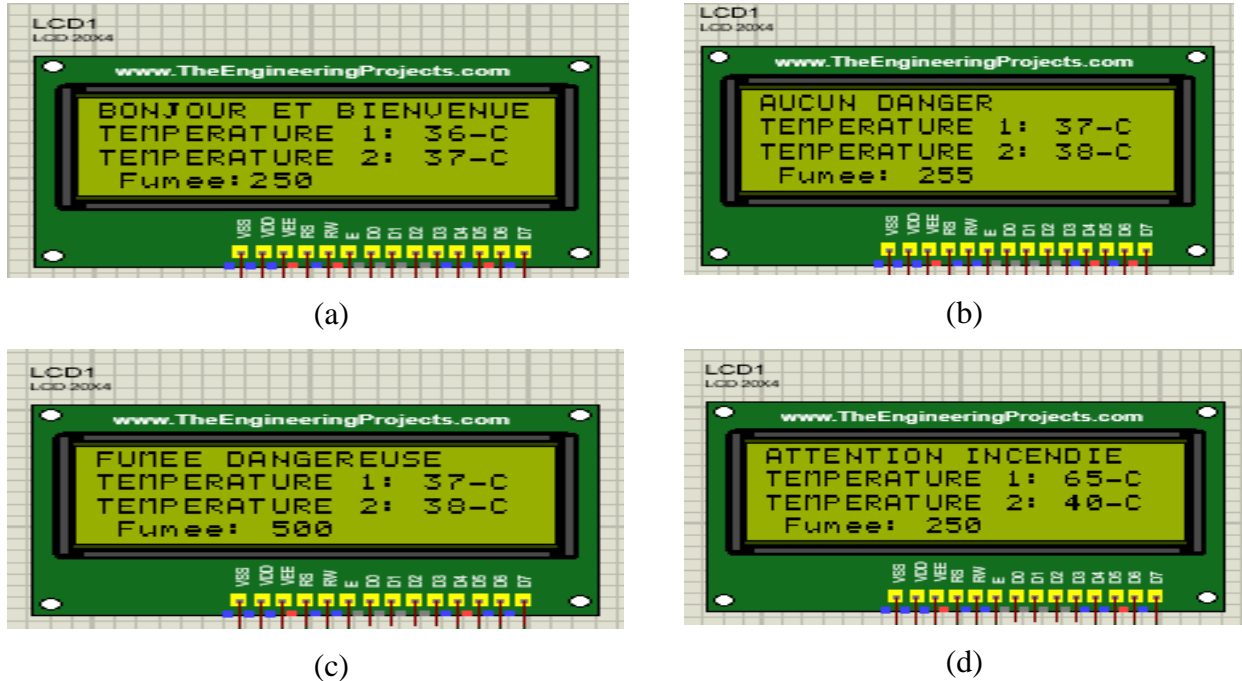 LCD1
LCD 20X4
www.TheEngineeringProjects.com
BONJOUR ET BIENVENUE
TEMPERATURE 1: 36-C
TEMPERATURE 2: 37-C
Fumee:250
VSS VDD VEE RS RW E D0 D1 D2 D3 D4 D5 D6 D7
(a)
LCD1
LCD 20X4
www.TheEngineeringProjects.com
AUCUN DANGER
TEMPERATURE 1: 37-C
TEMPERATURE 2: 38-C
Fumee: 255
VSS VDD VEE RS RW E D0 D1 D2 D3 D4 D5 D6 D7
(b)
LCD1
LCD 20X4
www.TheEngineeringProjects.com
FUMEE DANGEREUSE
TEMPERATURE 1: 37-C
TEMPERATURE 2: 38-C
Fumee: 500
VSS VDD VEE RS RW E D0 D1 D2 D3 D4 D5 D6 D7
(c)
LCD1
LCD 20X4
www.TheEngineeringProjects.com
ATTENTION INCENDIE
TEMPERATURE 1: 65-C
TEMPERATURE 2: 40-C
Fumee: 250
VSS VDD VEE RS RW E D0 D1 D2 D3 D4 D5 D6 D7
(d)